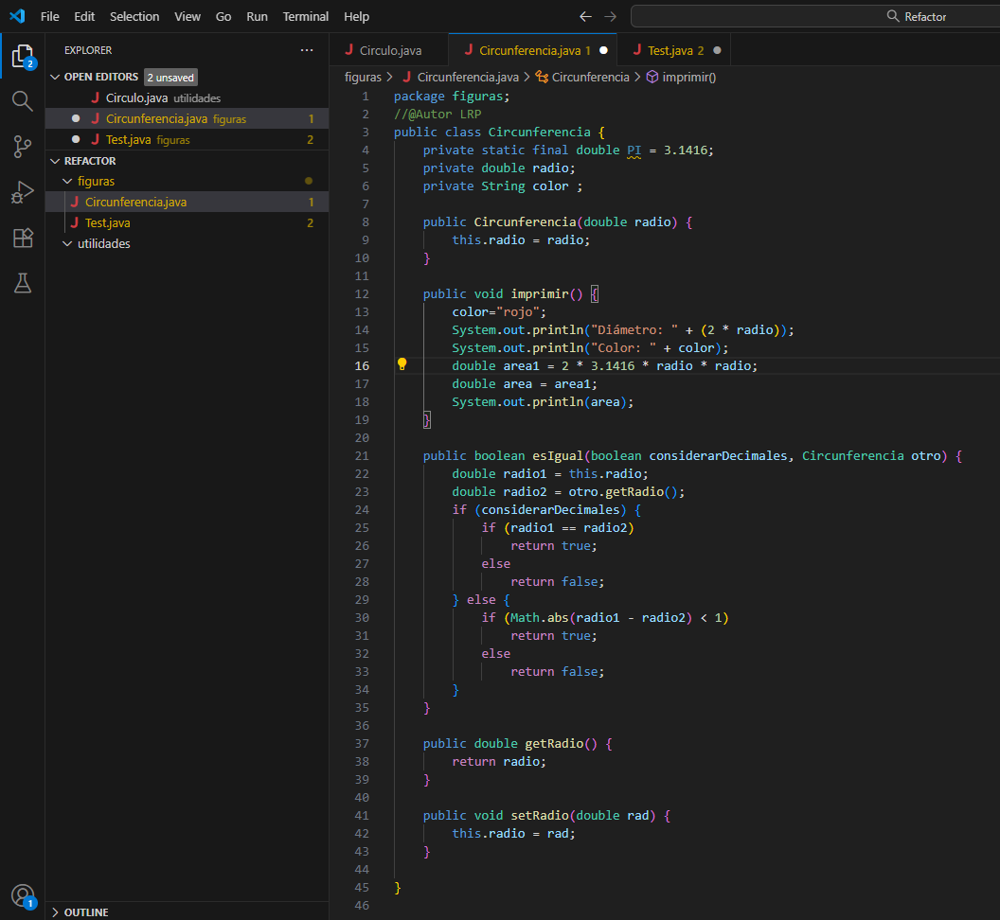 File Edit Selection View Go Run Terminal Help
Refactor
EXPLORER
OPEN EDITORS 2 unsaved
Circulo.java utilidades
Circunferencia.java figuras 1
Test.java figuras 2
REFACTOR
figuras
Circunferencia.java 1
Test.java 2
utilidades
OUTLINE
2
1
Circulo.java Circunferencia.java 1 Test.java 2
figuras > Circunferencia.java > Circunferencia > imprimir()
1 package figuras;
2 //@Autor LRP
3 public class Circunferencia {
4 private static final double PI = 3.1416;
5 private double radio;
6 private String color ;
7
8 public Circunferencia(double radio) {
9 this.radio = radio;
10 }
11
12 public void imprimir() {
13 color="rojo";
14 System.out.println("Diámetro: " + (2 * radio));
15 System.out.println("Color: " + color);
16 double area1 = 2 * 3.1416 * radio * radio;
17 double area = area1;
18 System.out.println(area);
19 }
20
21 public boolean esIgual(boolean considerarDecimales, Circunferencia otro) {
22 double radio1 = this.radio;
23 double radio2 = otro.getRadio();
24 if (considerarDecimales) {
25 if (radio1 == radio2)
26 return true;
27 else
28 return false;
29 } else {
30 if (Math.abs(radio1 - radio2) < 1)
31 return true;
32 else
33 return false;
34 }
35 }
36
37 public double getRadio() {
38 return radio;
39 }
40
41 public void setRadio(double rad) {
42 this.radio = rad;
43 }
44
45 }
46